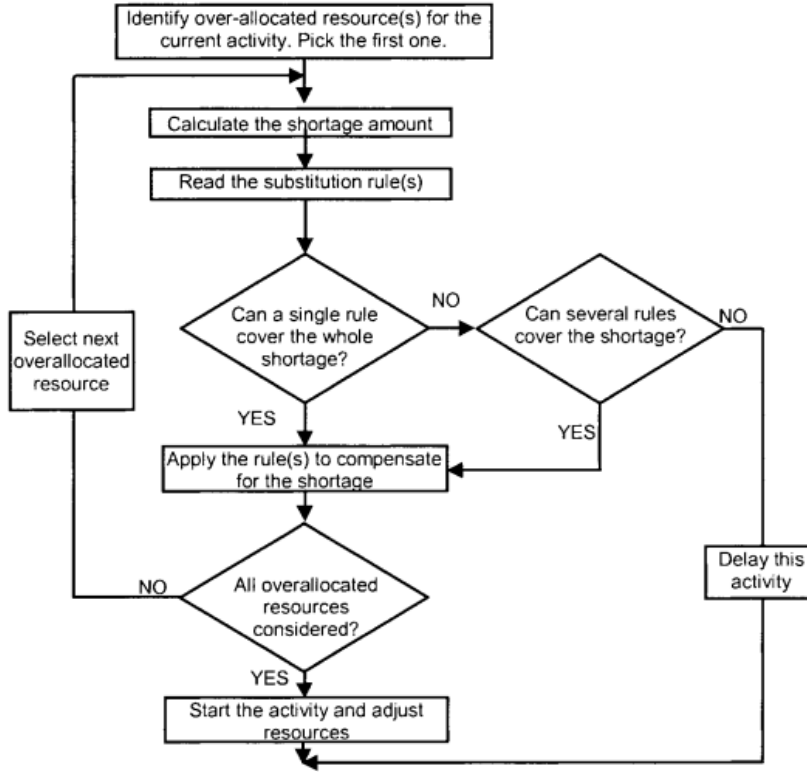 Identify over-allocated resource(s) for the
current activity. Pick the first one.
Calculate the shortage amount
Read the substitution rule(s)
Can a single rule
cover the whole
shortage?
NO
Can several rules
cover the shortage?
NO
Select next
overallocated
resource
YES
YES
Apply the rule(s) to compensate
for the shortage
Delay this
activity
NO
All overallocated
resources
considered?
YES
Start the activity and adjust
resources